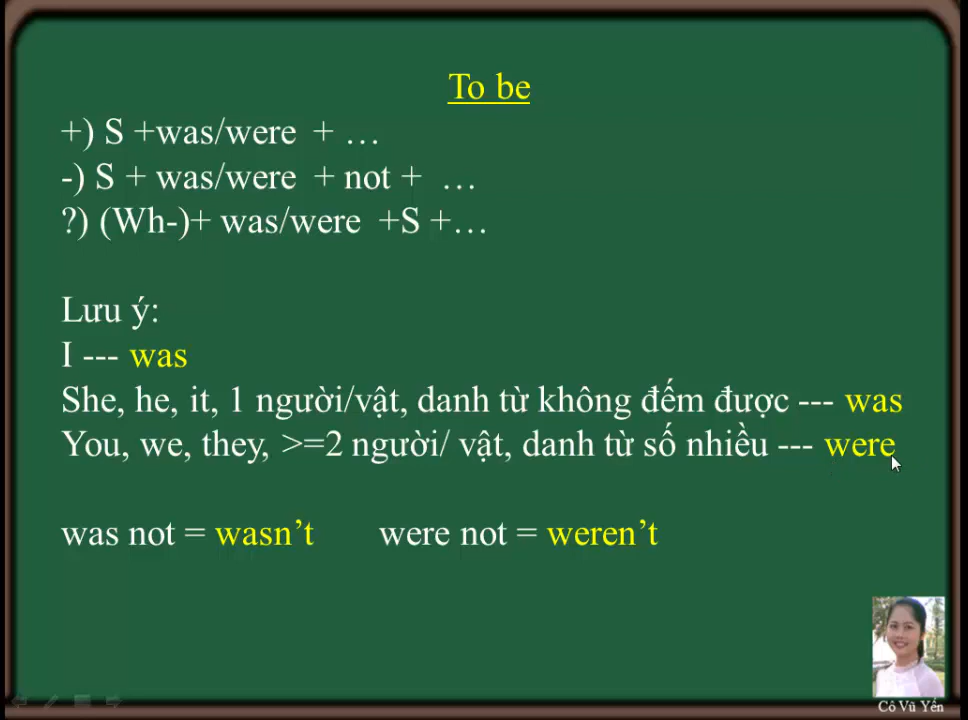 To be
+) S +was/were + …
-) S + was/were + not + …
?) (Wh-)+ was/were +S +…
Lưu ý:
I --- was
She, he, it, 1 người/vật, danh từ không đếm được --- was
You, we, they, >=2 người/ vật, danh từ số nhiều --- were
was not = wasn’t were not = weren’t
Cô Vũ Yến